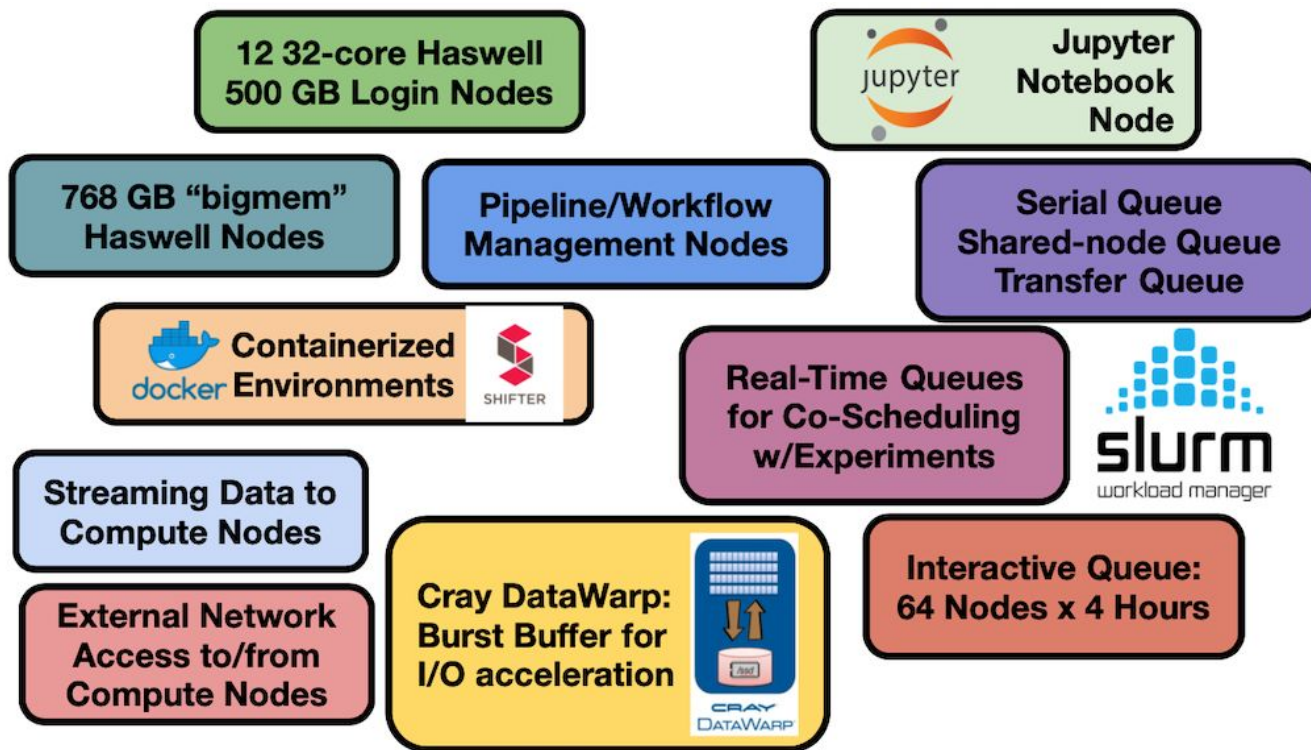 12 32-core Haswell
500 GB Login Nodes
jupyter
Jupyter
Notebook
Node
768 GB “bigmem”
Haswell Nodes
Pipeline/Workflow
Management Nodes
Serial Queue
Shared-node Queue
Transfer Queue
docker
Containerized
Environments
SHIFTER
Real-Time Queues
for Co-Scheduling
w/Experiments
slurm
workload manager
Streaming Data to
Compute Nodes
External Network
Access to/from
Compute Nodes
Cray DataWarp:
Burst Buffer for
I/O acceleration
/ssd
CRAY
DATAWARP
Interactive Queue:
64 Nodes x 4 Hours